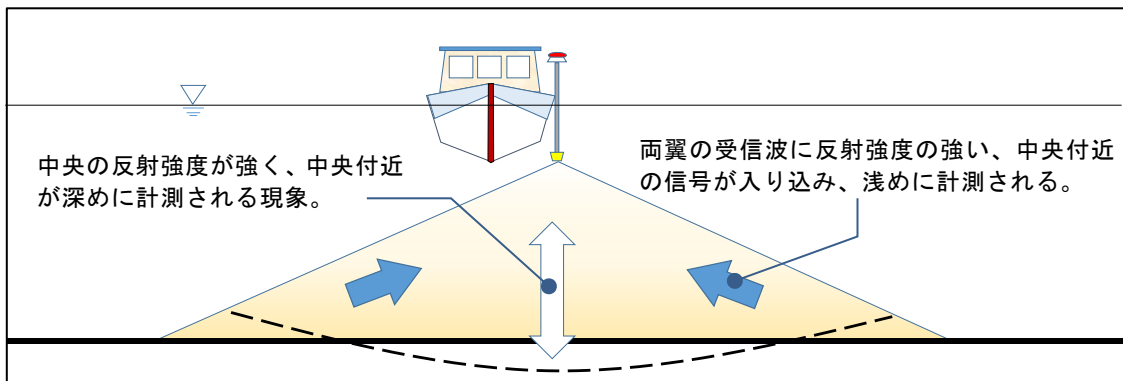 中央の反射強度が強く、中央付近
が深めに計測される現象。
両翼の受信波に反射強度の強い、中央付近
の信号が入り込み、浅めに計測される。